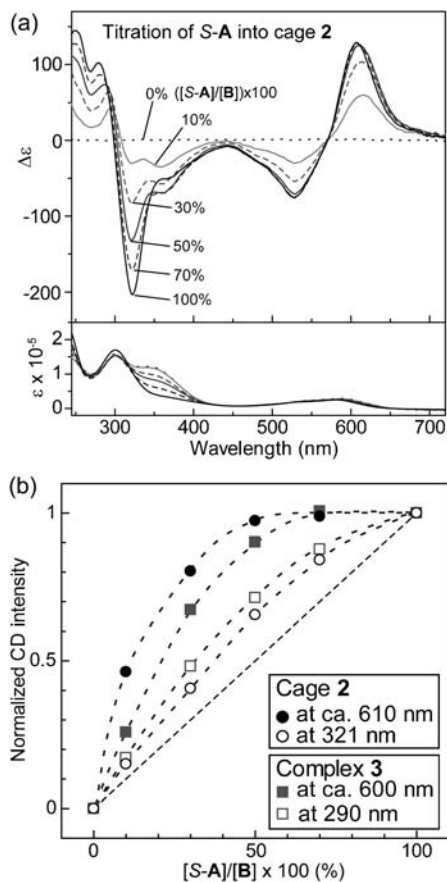 (a)
Titration of S-A into cage 2
0% ([S-A]/[B])x100
10%
30%
50%
70%
100%
Δε
100
0
-100
-200
ε x 10⁻⁵
2
1
0
300 400 500 600 700
Wavelength (nm)
(b)
Normalized CD intensity
1
0.5
0
Cage 2
at ca. 610 nm
at 321 nm
Complex 3
at ca. 600 nm
at 290 nm
0 50 100
[S-A]/[B] x 100 (%)